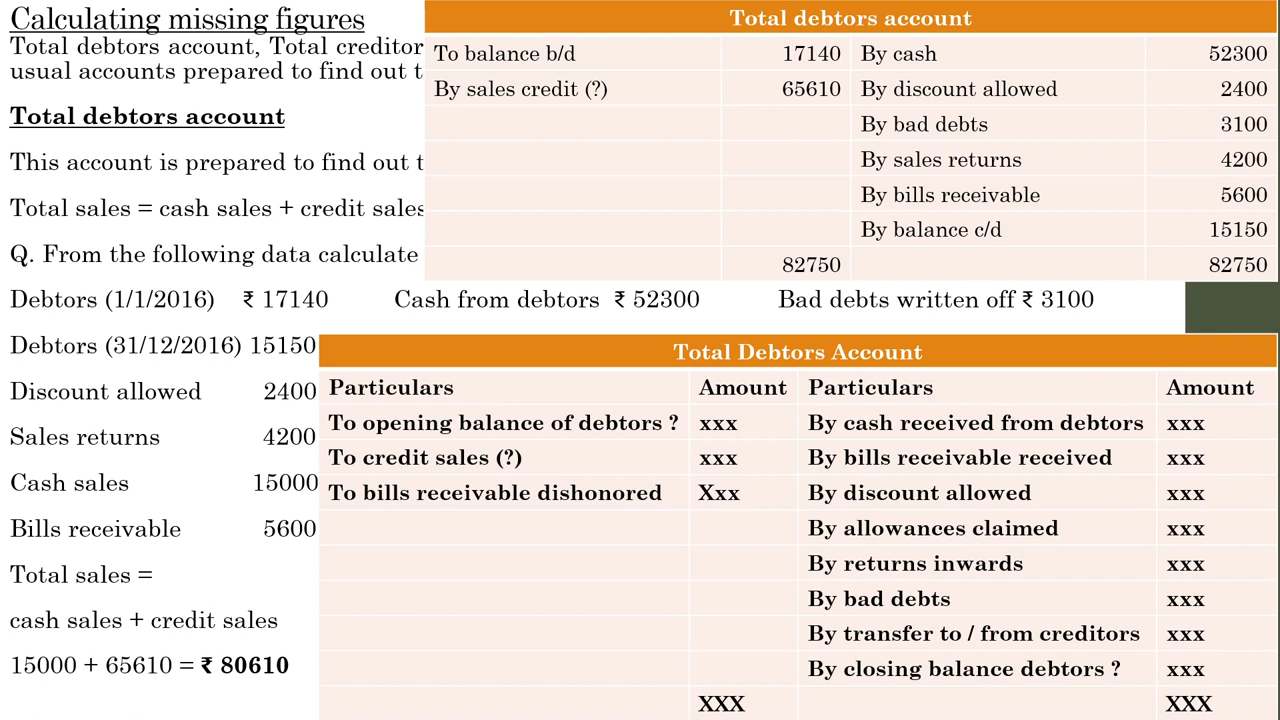 Calculating missing figures
Total debtors account, Total creditor
usual accounts prepared to find out t
Total debtors account
This account is prepared to find out t
Total sales = cash sales + credit sales
Q. From the following data calculate
Total debtors account
To balance b/d 17140 By cash 52300
By sales credit (?) 65610 By discount allowed 2400
By bad debts 3100
By sales returns 4200
By bills receivable 5600
By balance c/d 15150
82750 82750
Debtors (1/1/2016) ₹ 17140 Cash from debtors ₹ 52300 Bad debts written off ₹ 3100
Debtors (31/12/2016) 15150
Discount allowed 2400
Sales returns 4200
Cash sales 15000
Bills receivable 5600
Total sales =
cash sales + credit sales
15000 + 65610 = ₹ 80610
Total Debtors Account
Particulars Amount Particulars Amount
To opening balance of debtors ? xxx By cash received from debtors xxx
To credit sales (?) xxx By bills receivable received xxx
To bills receivable dishonored Xxx By discount allowed xxx
By allowances claimed xxx
By returns inwards xxx
By bad debts xxx
By transfer to / from creditors xxx
By closing balance debtors ? xxx
XXX XXX